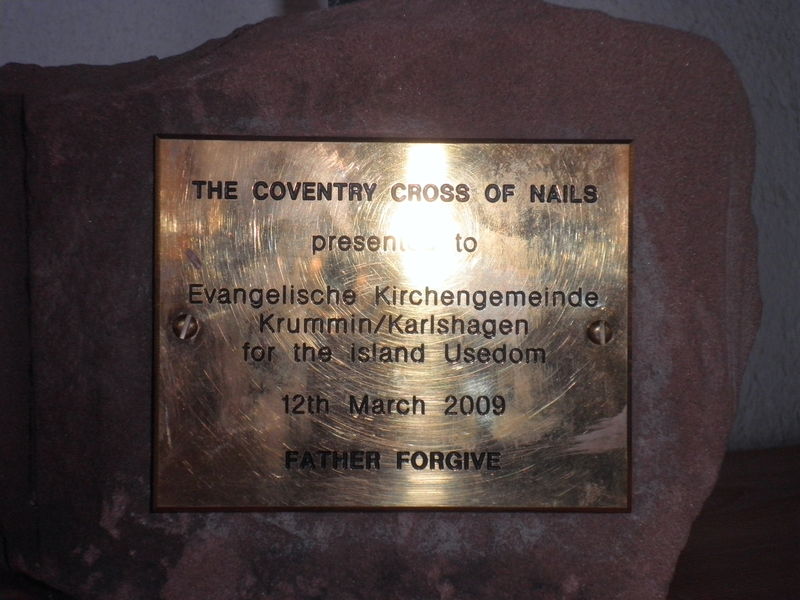 THE COVENTRY CROSS OF NAILS
presented to
Evangelische Kirchengemeinde
Krummin/Karlshagen
for the island Usedom
12th March 2009
FATHER FORGIVE